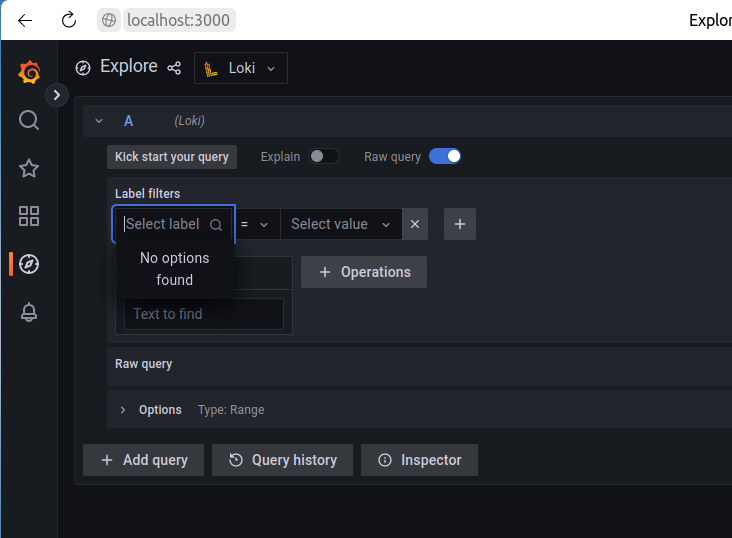 localhost:3000
Explor
Explore
Loki
A (Loki)
Kick start your query Explain Raw query
Label filters
Select label = Select value
No options
found
Operations
Text to find
Raw query
Options Type: Range
Add query Query history Inspector